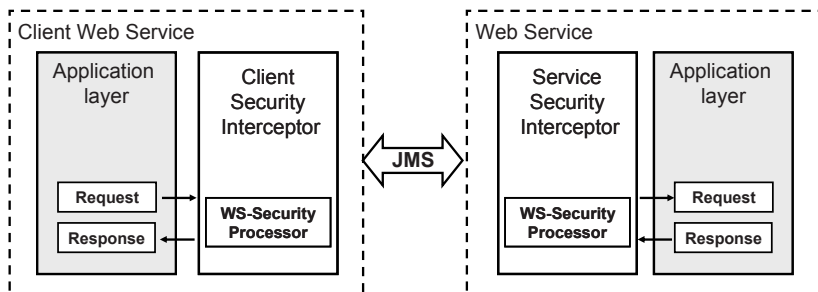 Client Web Service
Application
layer
Request
Response
Client
Security
Interceptor
WS-Security
Processor
JMS
Web Service
Service
Security
Interceptor
WS-Security
Processor
Application
layer
Request
Response